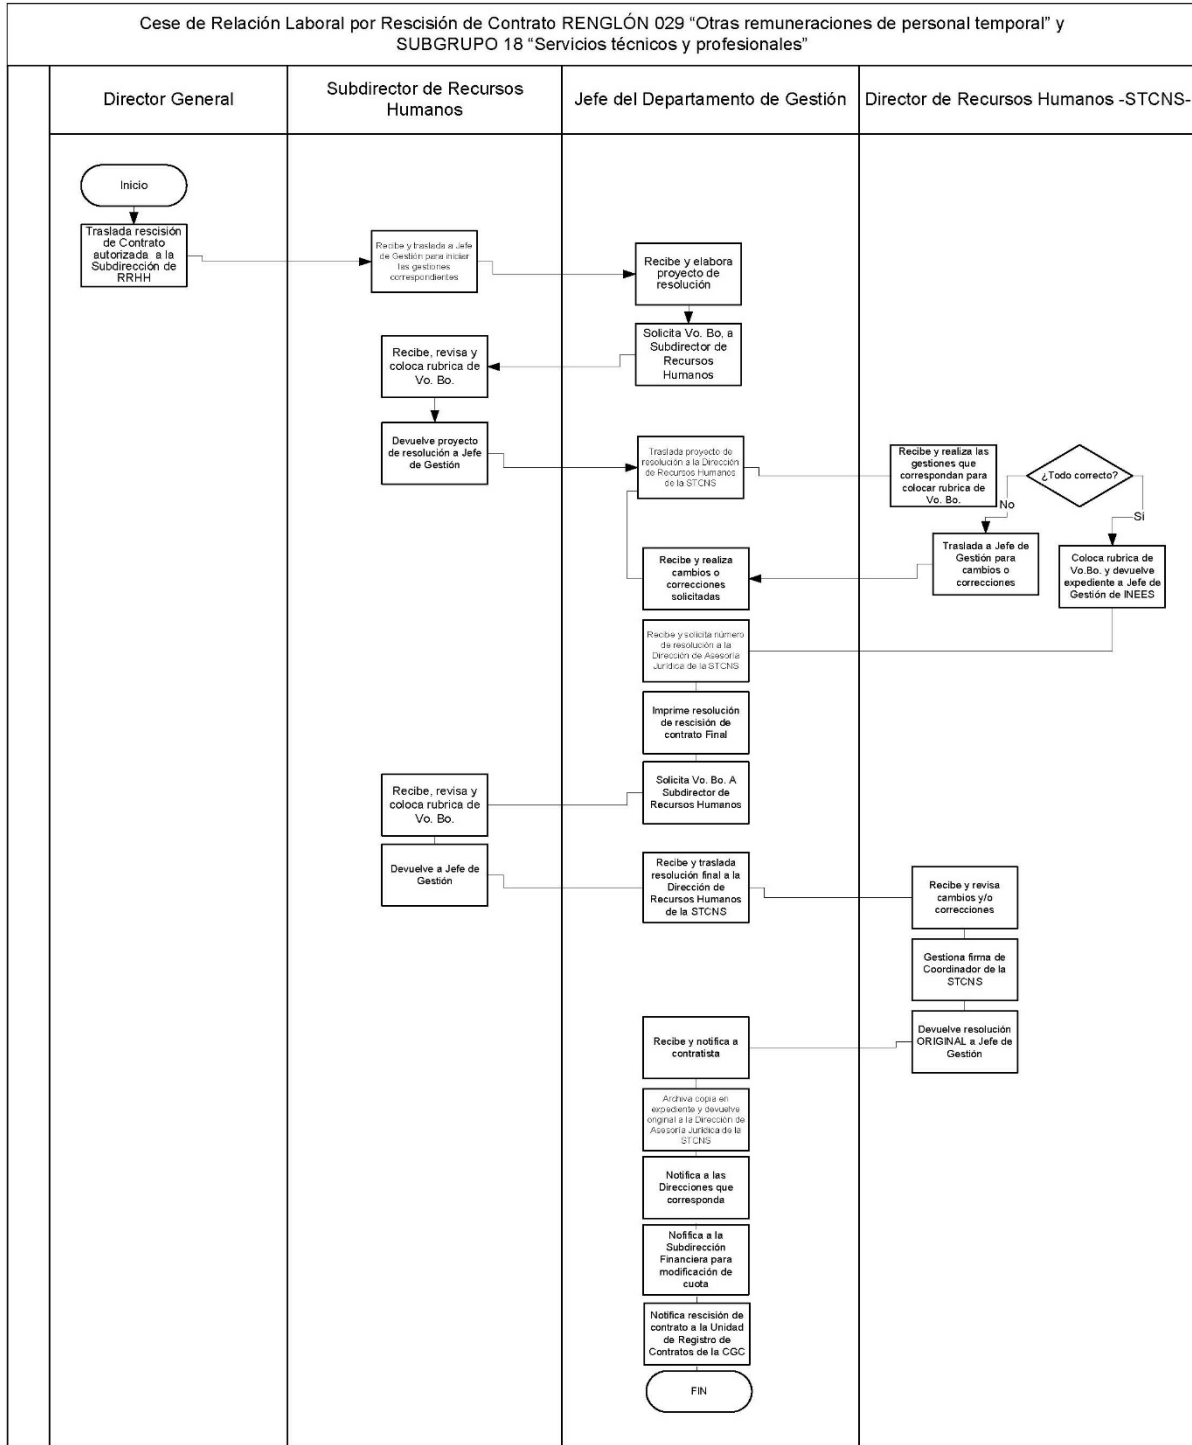 Cese de Relación Laboral por Rescisión de Contrato RENGLÓN 029 “Otras remuneraciones de personal temporal” y
SUBGRUPO 18 “Servicios técnicos y profesionales”
Director General
Subdirector de Recursos
Humanos
Jefe del Departamento de Gestión
Director de Recursos Humanos -STCNS-
Inicio
Traslada rescisión
de Contrato
autorizada a la
Subdirección de
RRHH
Recibe y traslada a Jefe
de Gestión para iniciar
las gestiones
correspondientes
Recibe y elabora
proyecto de
resolución
Solicita Vo. Bo, a
Subdirector de
Recursos
Humanos
Recibe, revisa y
coloca rubrica de
Vo. Bo.
Devuelve proyecto
de resolución a Jefe
de Gestión
Traslada proyecto de
resolución a la Dirección
de Recursos Humanos
de la STCNS
Recibe y realiza las
gestiones que
correspondan para
colocar rubrica de
Vo. Bo.
¿Todo correcto?
No
Si
Traslada a Jefe de
Gestión para
cambios o
correcciones
Coloca rubrica de
Vo.Bo. y devuelve
expediente a Jefe de
Gestión de INEES
Recibe y realiza
cambios o
correcciones
solicitadas
Recibe y solicita número
de resolución a la
Dirección de Asesoría
Jurídica de la STCNS
Imprime resolución
de rescisión de
contrato Final
Solicita Vo. Bo. A
Subdirector de
Recursos Humanos
Recibe, revisa y
coloca rubrica de
Vo. Bo.
Devuelve a Jefe de
Gestión
Recibe y traslada
resolución final a la
Dirección de
Recursos Humanos
de la STCNS
Recibe y revisa
cambios y/o
correcciones
Gestiona firma de
Coordinador de la
STCNS
Devuelve resolución
ORIGINAL a Jefe de
Gestión
Recibe y notifica a
contratista
Archiva copia en
expediente y devuelve
original a la Dirección de
Asesoría Jurídica de la
STCNS
Notifica a las
Direcciones que
corresponda
Nofifica a la
Subdirección
Financiera para
modificación de
cuota
Notifica rescisión de
contrato a la Unidad
de Registro de
Contratos de la CGC
FIN